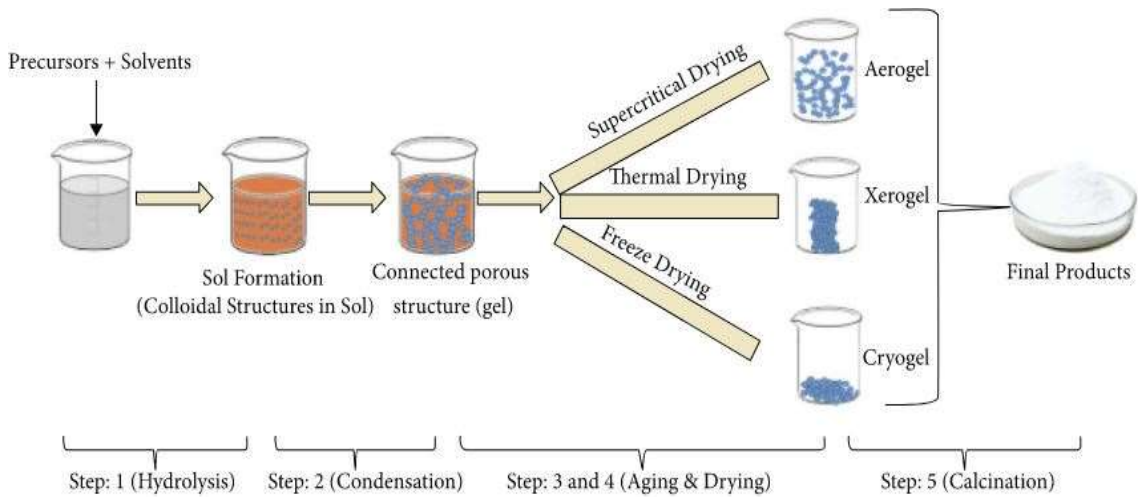 Precursors + Solvents
Sol Formation
(Colloidal Structures in Sol)
Connected porous
structure (gel)
Supercritical Drying
Thermal Drying
Freeze Drying
Aerogel
Xerogel
Cryogel
Final Products
Step: 1 (Hydrolysis)
Step: 2 (Condensation)
Step: 3 and 4 (Aging & Drying)
Step: 5 (Calcination)